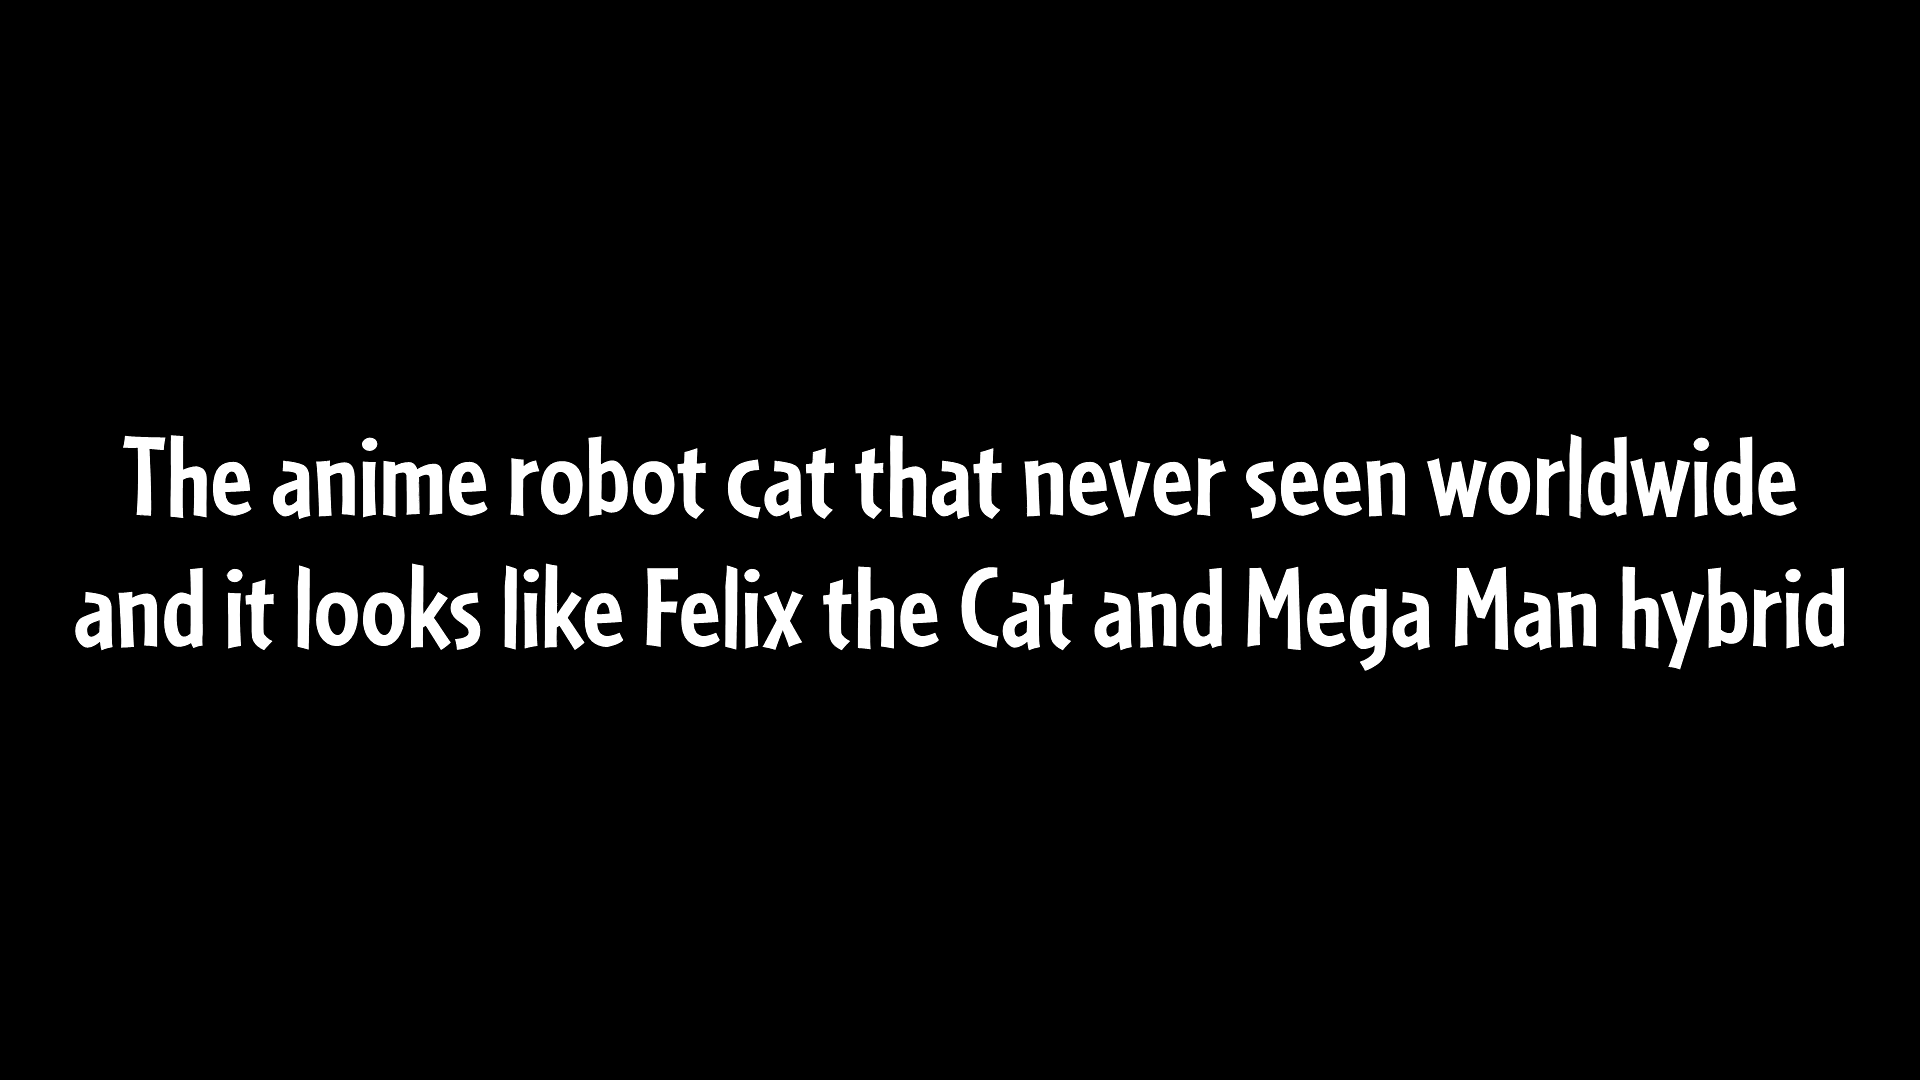 The anime robot cat that never seen worldwide
and it looks like Felix the Cat and Mega Man hybrid